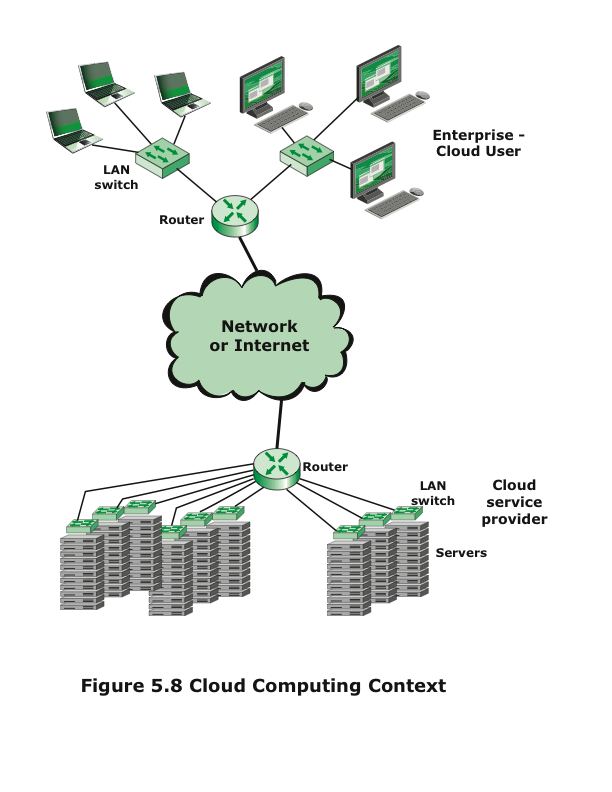 Enterprise -
Cloud User
LAN
switch
Router
Network
or Internet
Router
LAN
switch
Cloud
service
provider
Servers
Figure 5.8 Cloud Computing Context